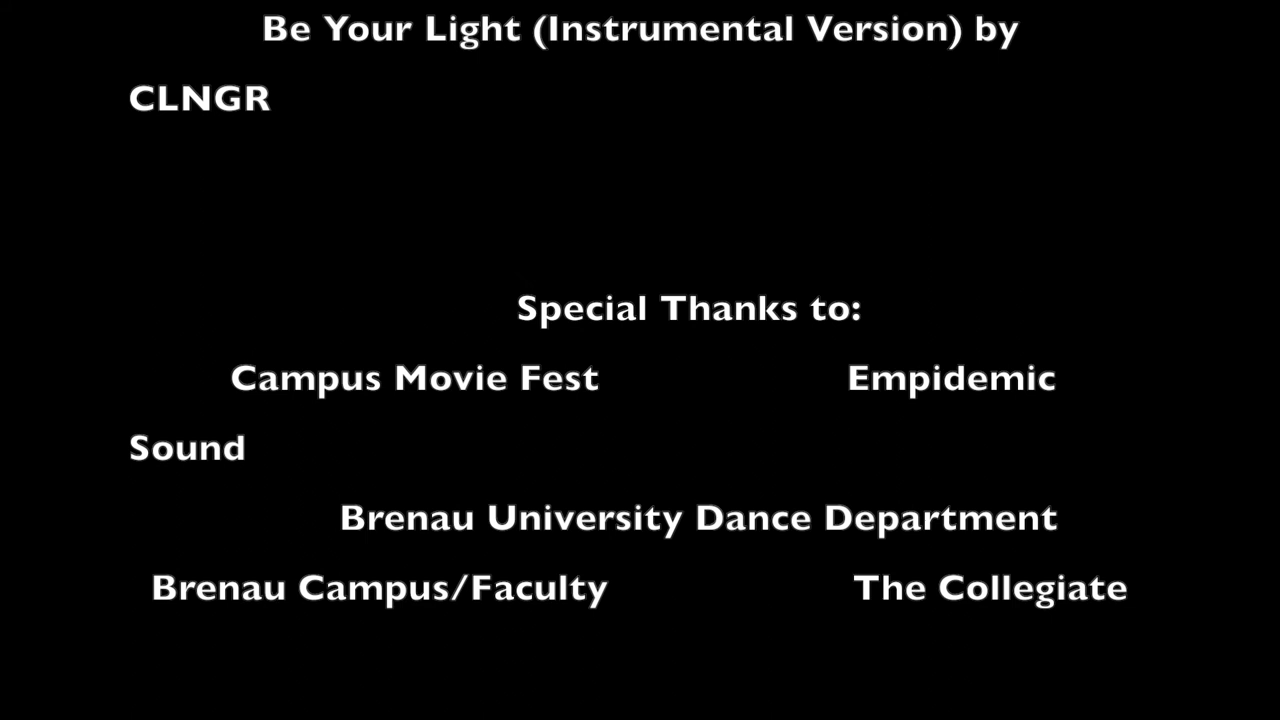 Be Your Light (Instrumental Version) by
CLNGR
Special Thanks to:
Campus Movie Fest Empidemic
Sound
Brenau University Dance Department
Brenau Campus/Faculty The Collegiate